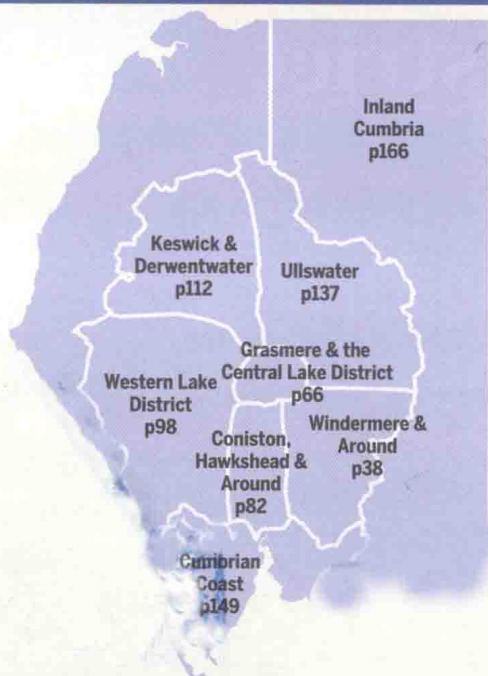 Inland
Cumbria
p166
Keswick &
Derwentwater
p112
Ullswater
p137
Grasmere & the
Central Lake District
p66
Western Lake
District
p98
Windermere &
Around
p38
Coniston,
Hawkshead &
Around
p82
Cumbrian
Coast
p149